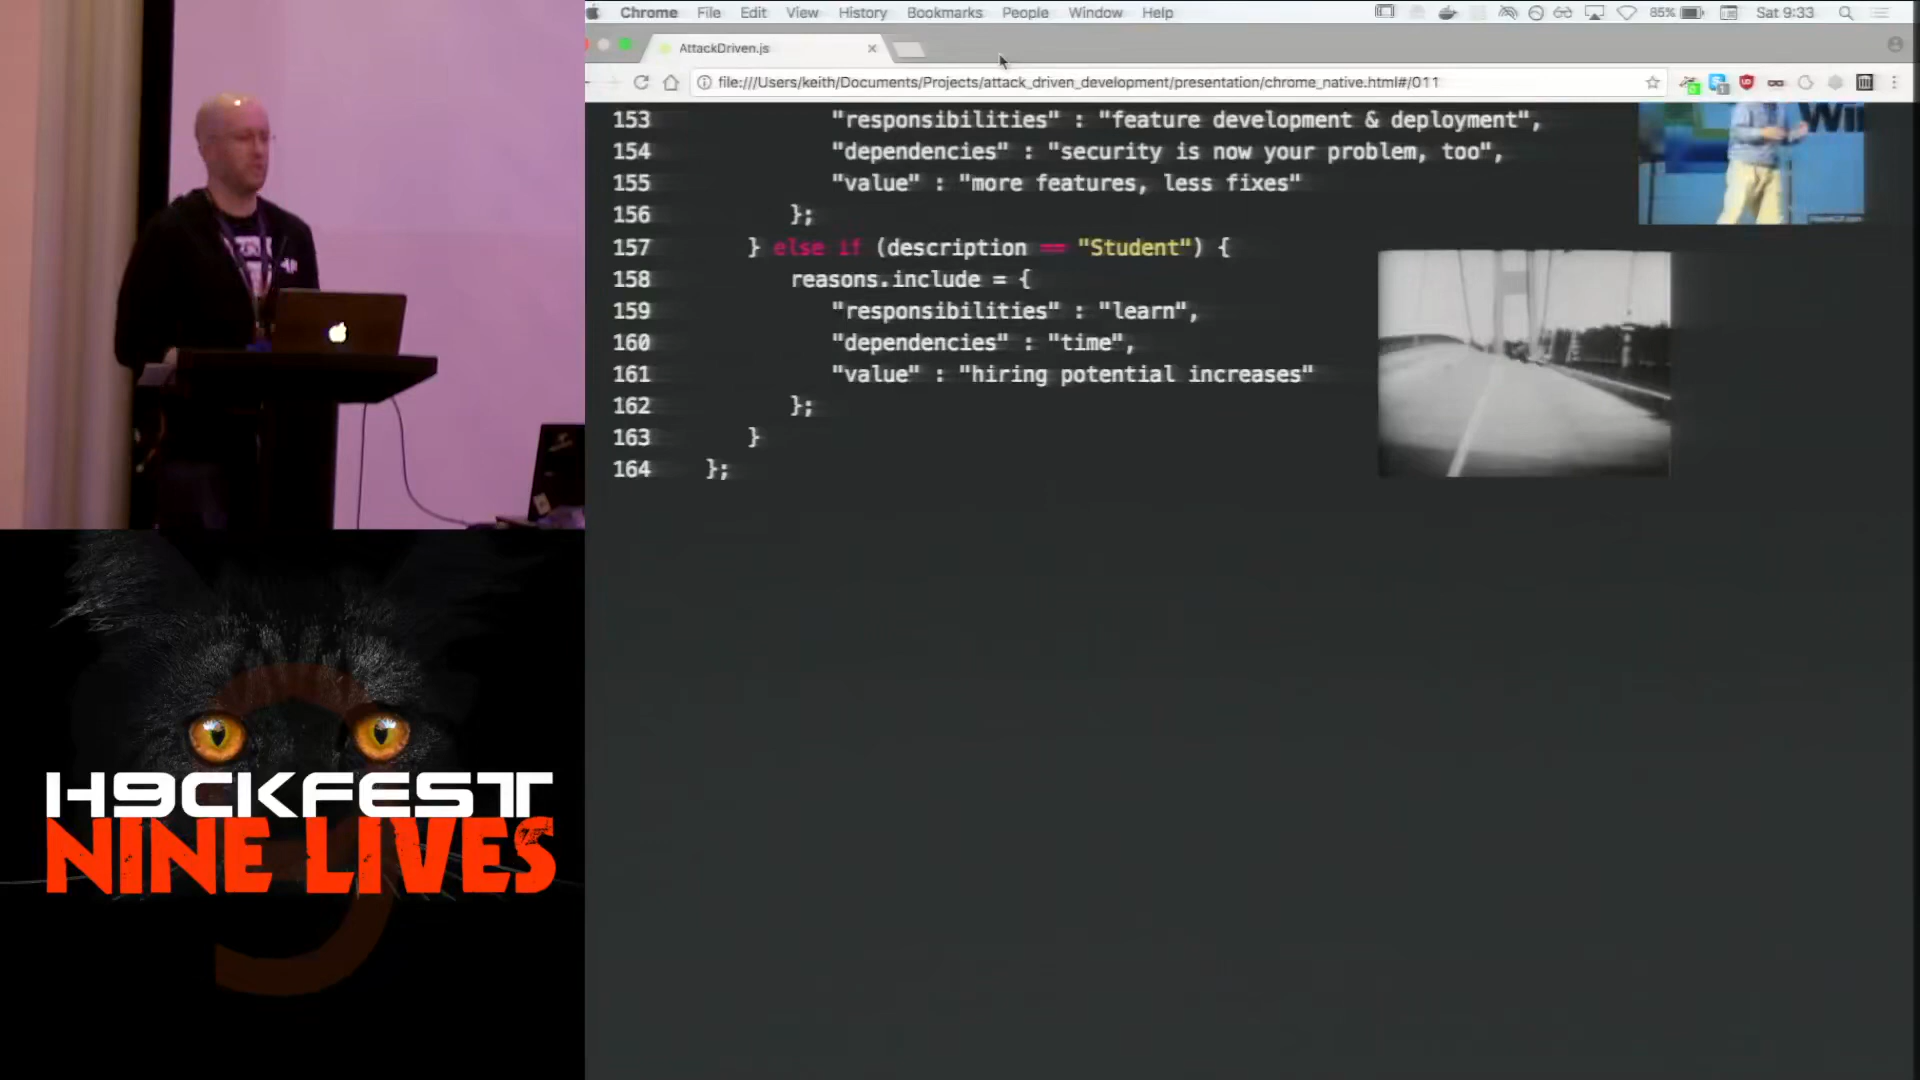 Chrome File Edit View History Bookmarks People Window Help 85% Sat 9:33
AttackDriven.js
file:///Users/keith/Documents/Projects/attack_driven_development/presentation/chrome_native.html#/011
153 "responsibilities" : "feature development & deployment",
154 "dependencies" : "security is now your problem, too",
155 "value" : "more features, less fixes"
156 };
157 } else if (description == "Student") {
158 reasons.include = {
159 "responsibilities" : "learn",
160 "dependencies" : "time",
161 "value" : "hiring potential increases"
162 };
163 }
164 };
H9CKFEST
NINE LIVES